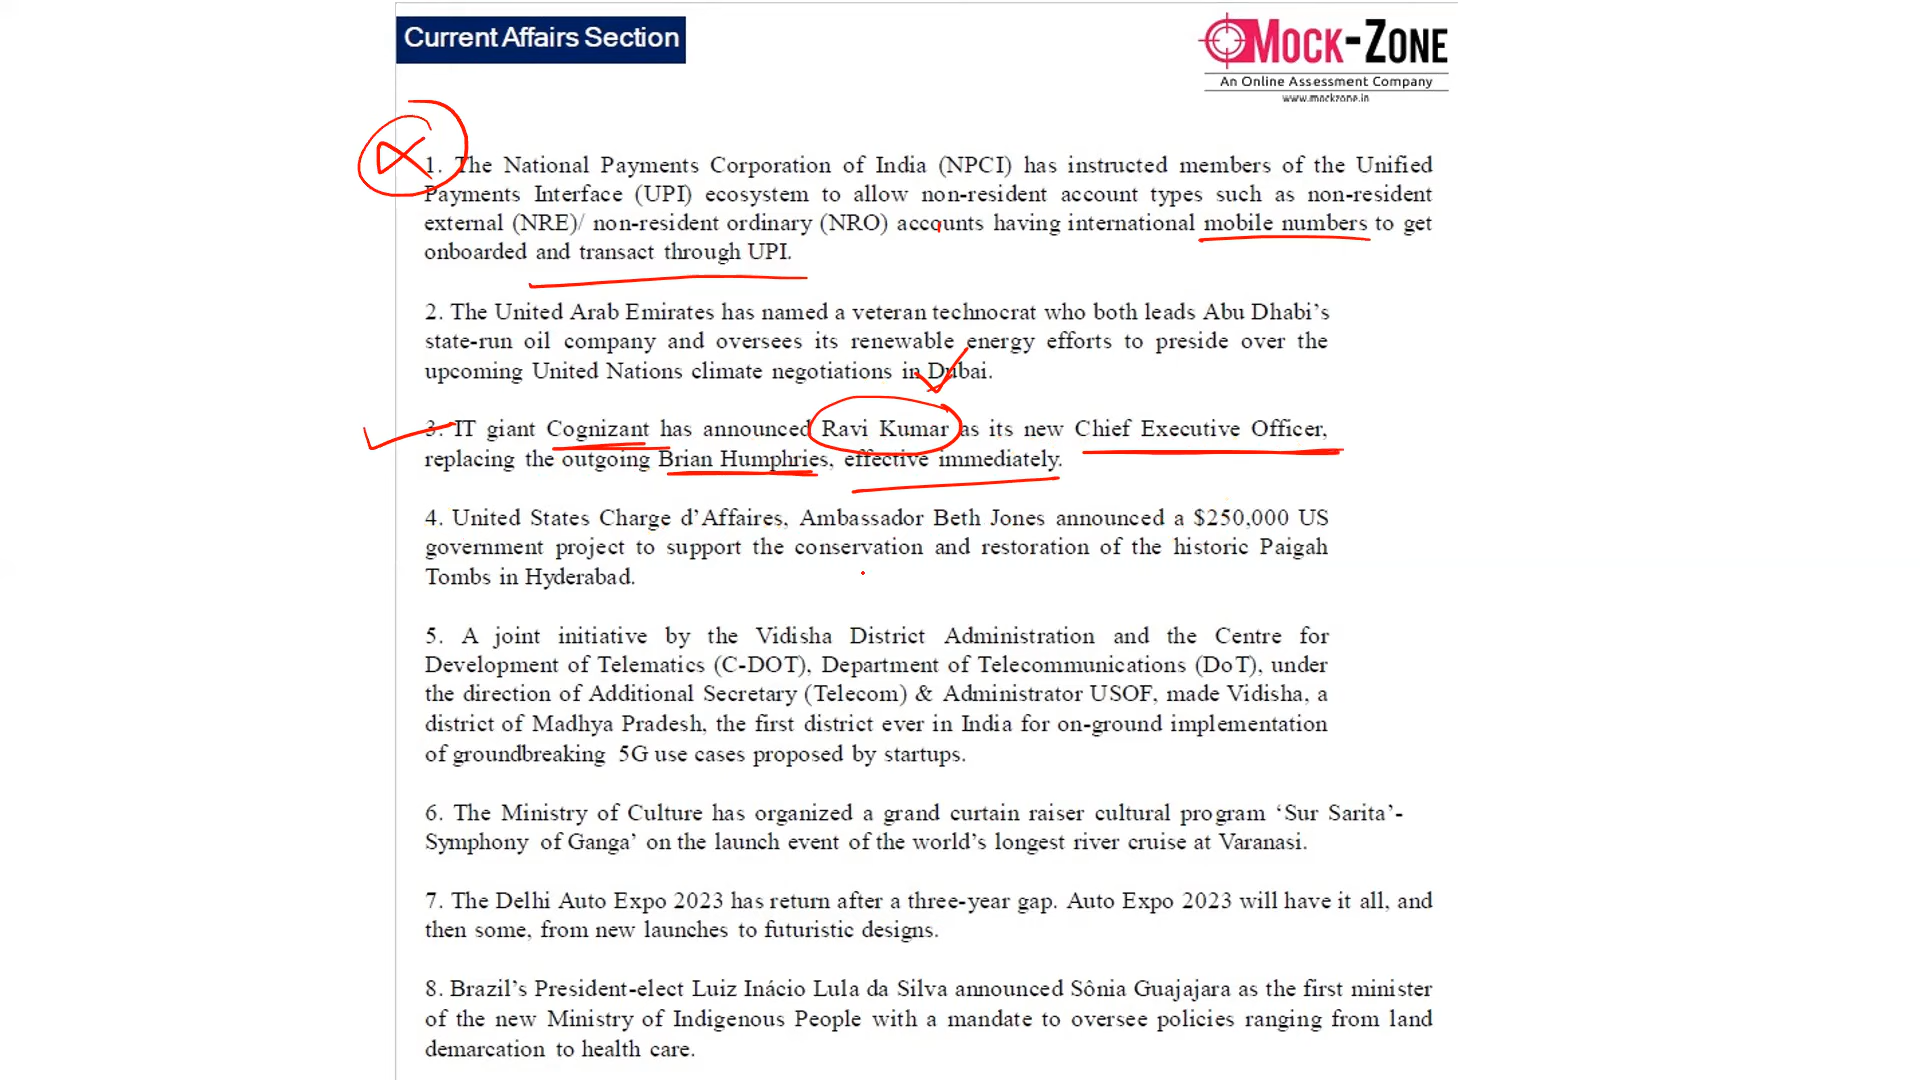 Current Affairs Section
MOCK-ZONE
An Online Assessment Company
www.mockzone.in
1. The National Payments Corporation of India (NPCI) has instructed members of the Unified
Payments Interface (UPI) ecosystem to allow non-resident account types such as non-resident
external (NRE)/ non-resident ordinary (NRO) accounts having international mobile numbers to get
onboarded and transact through UPI.
2. The United Arab Emirates has named a veteran technocrat who both leads Abu Dhabi’s
state-run oil company and oversees its renewable energy efforts to preside over the
upcoming United Nations climate negotiations in Dubai.
3. IT giant Cognizant has announced Ravi Kumar as its new Chief Executive Officer,
replacing the outgoing Brian Humphries, effective immediately.
4. United States Charge d’Affaires, Ambassador Beth Jones announced a $250,000 US
government project to support the conservation and restoration of the historic Paigah
Tombs in Hyderabad.
5. A joint initiative by the Vidisha District Administration and the Centre for
Development of Telematics (C-DOT), Department of Telecommunications (DoT), under
the direction of Additional Secretary (Telecom) & Administrator USOF, made Vidisha, a
district of Madhya Pradesh, the first district ever in India for on-ground implementation
of groundbreaking 5G use cases proposed by startups.
6. The Ministry of Culture has organized a grand curtain raiser cultural program ‘Sur Sarita’-
Symphony of Ganga’ on the launch event of the world’s longest river cruise at Varanasi.
7. The Delhi Auto Expo 2023 has return after a three-year gap. Auto Expo 2023 will have it all, and
then some, from new launches to futuristic designs.
8. Brazil’s President-elect Luiz Inácio Lula da Silva announced Sônia Guajajara as the first minister
of the new Ministry of Indigenous People with a mandate to oversee policies ranging from land
demarcation to health care.